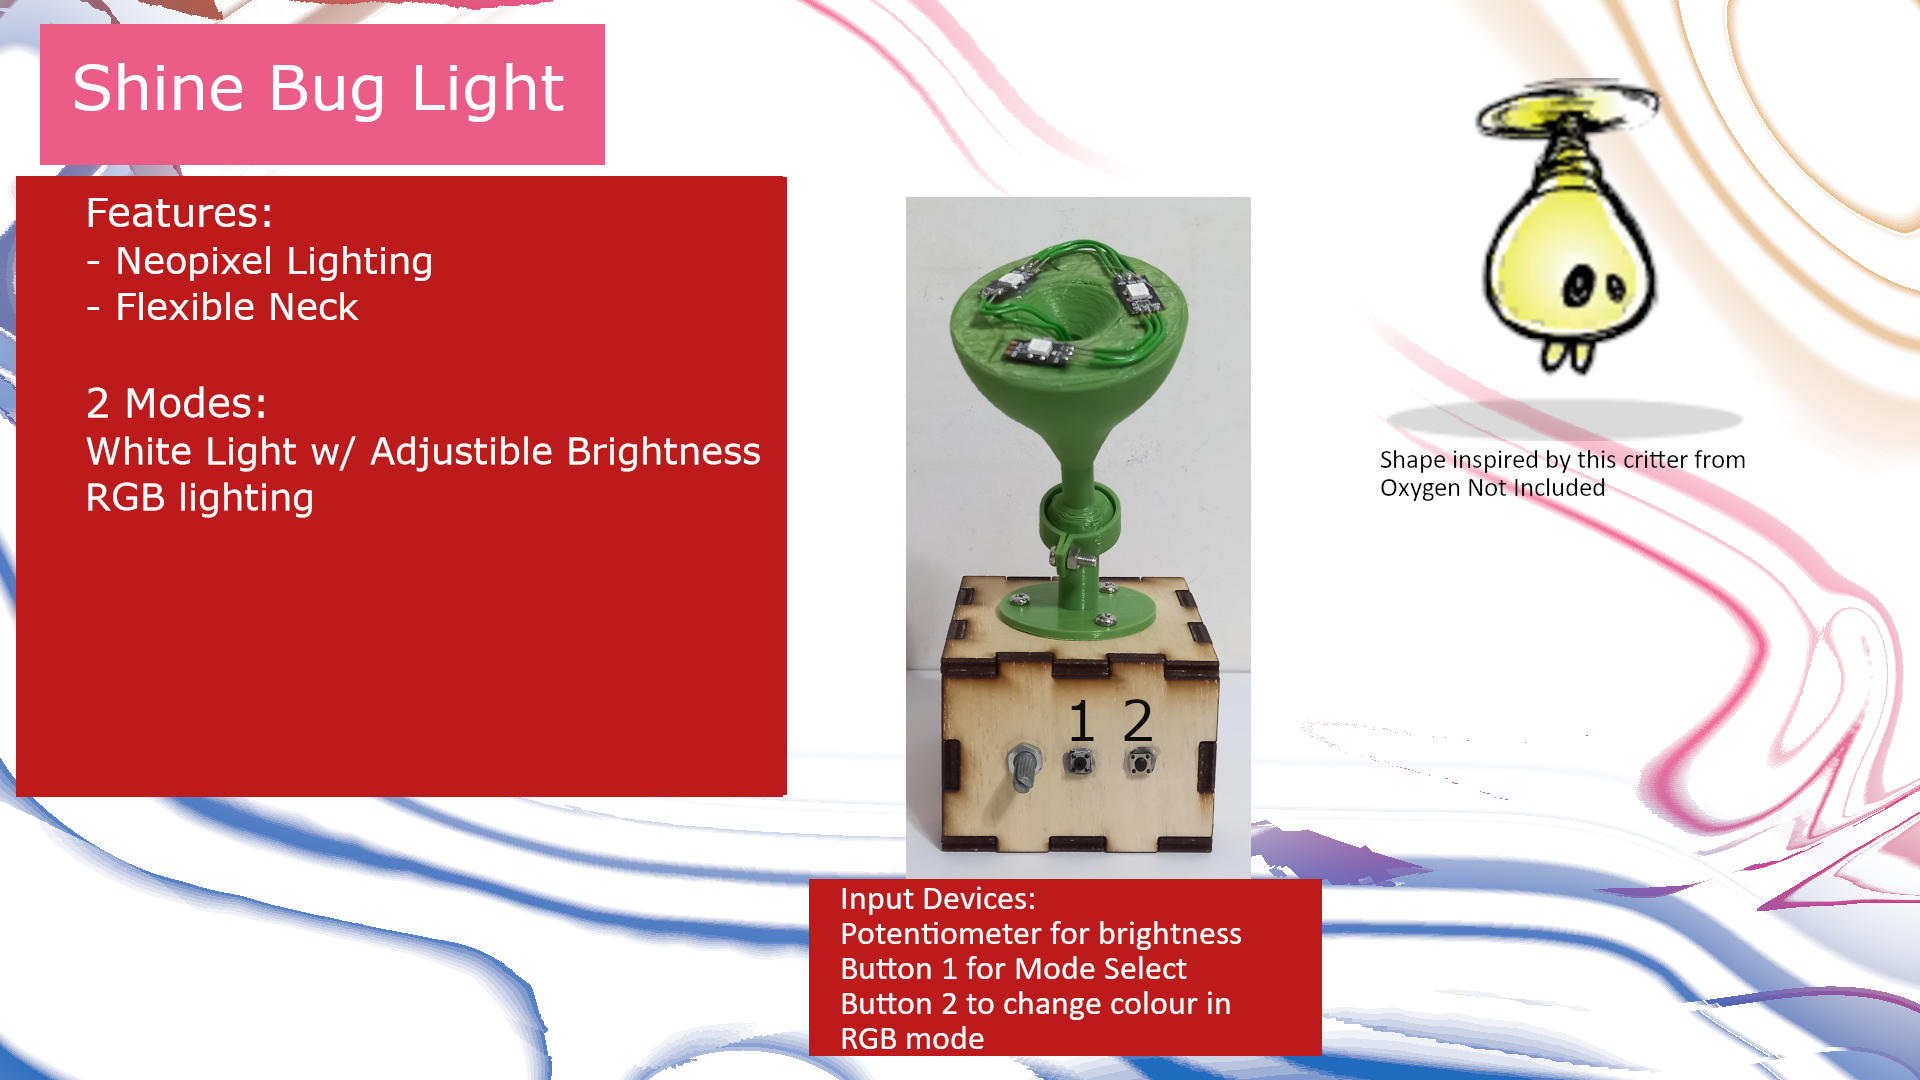 Shine Bug Light
Features:
- Neopixel Lighting
- Flexible Neck
2 Modes:
White Light w/ Adjustible Brightness
RGB lighting
1 2
Shape inspired by this critter from
Oxygen Not Included
Input Devices:
Potentiometer for brightness
Button 1 for Mode Select
Button 2 to change colour in
RGB mode